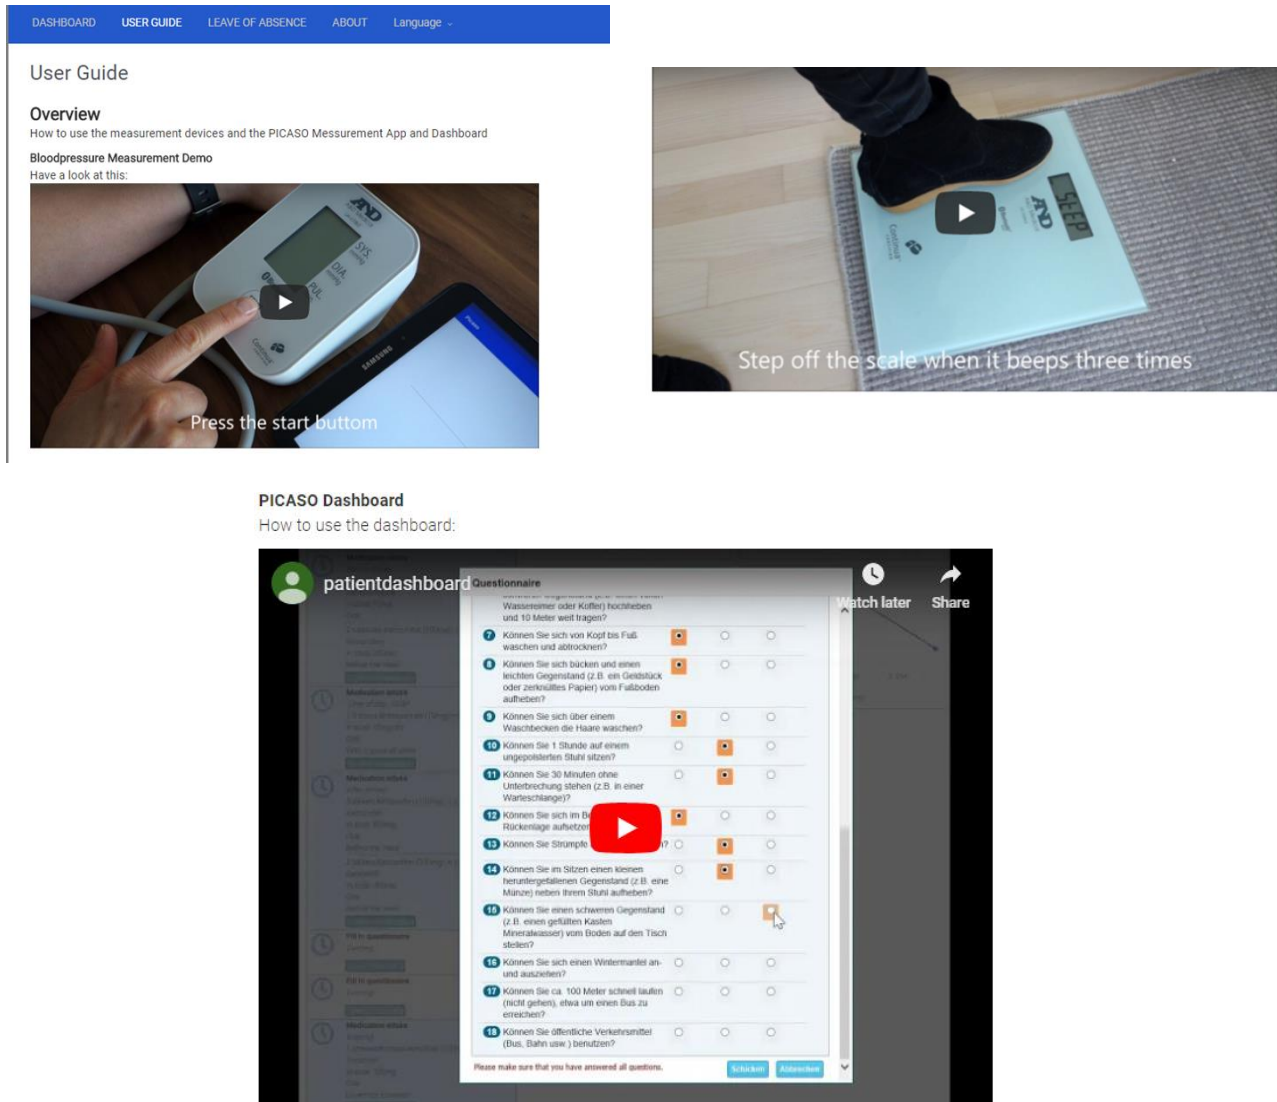 DASHBOARD USER GUIDE LEAVE OF ABSENCE ABOUT Language
User Guide
Overview
How to use the measurement devices and the PICASO Messurement App and Dashboard
Bloodpressure Measurement Demo
Have a look at this:
AND
SYS.
DIA.
PUL.
Continua
SAMSUNG
Press the start buttom
AND
Continua
Step off the scale when it beeps three times
PICASO Dashboard
How to use the dashboard:
patientdashboard
Watch later
Share
Questionnaire
Wassereimer oder Koffer) hochheben
und 10 Meter weit tragen?
7 Können Sie sich von Kopf bis Fuß
waschen und abtrocknen?
8 Können Sie sich bücken und einen
leichten Gegenstand (z.B. ein Geldstück
oder zerknülltes Papier) vom Fußboden
aufheben?
9 Können Sie sich über einem
Waschbecken die Haare waschen?
10 Können Sie 1 Stunde auf einem
ungepolsterten Stuhl sitzen?
11 Können Sie 30 Minuten ohne
Unterbrechung stehen (z.B. in einer
Warteschlange)?
12 Können Sie sich im
Rückenlage aufsetzen
13 Können Sie Strümpfe
14 Können Sie im Sitzen einen kleinen
heruntergefallenen Gegenstand (z.B. eine
Münze) neben Ihrem Stuhl aufheben?
15 Können Sie einen schweren Gegenstand
(z.B. einen gefüllten Kasten
Mineralwasser) vom Boden auf den Tisch
stellen?
16 Können Sie sich einen Wintermantel an-
und ausziehen?
17 Können Sie ca. 100 Meter schnell laufen
(nicht gehen), etwa um einen Bus zu
erreichen?
18 Können Sie öffentliche Verkehrsmittel
(Bus, Bahn usw.) benutzen?
Please make sure that you have answered all questions.
Schicken Abbrechen